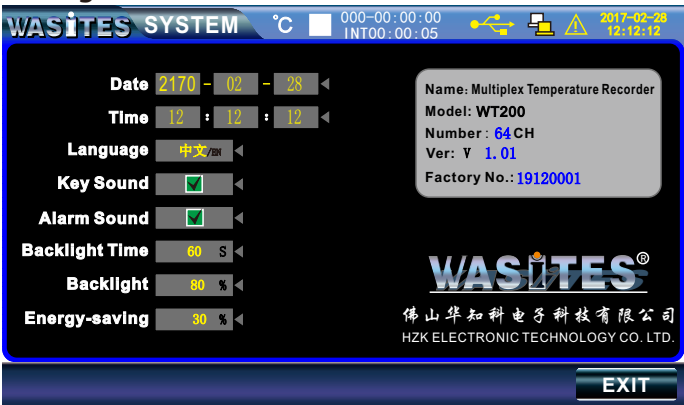 WASiTES SYSTEM °C 000-00:00:00 2017-02-28
INT00:00:05 12:12:12
Date 2170 - 02 - 28
Time 12 : 12 : 12
Language 中文/EN
Key Sound
Alarm Sound
Backlight Time 60 S
Backlight 80 %
Energy-saving 30 %
Name: Multiplex Temperature Recorder
Model: WT200
Number: 64CH
Ver: V 1.01
Factory No.: 19120001
WASiTES®
佛山华知科电子科技有限公司
HZK ELECTRONIC TECHNOLOGY CO. LTD.
EXIT